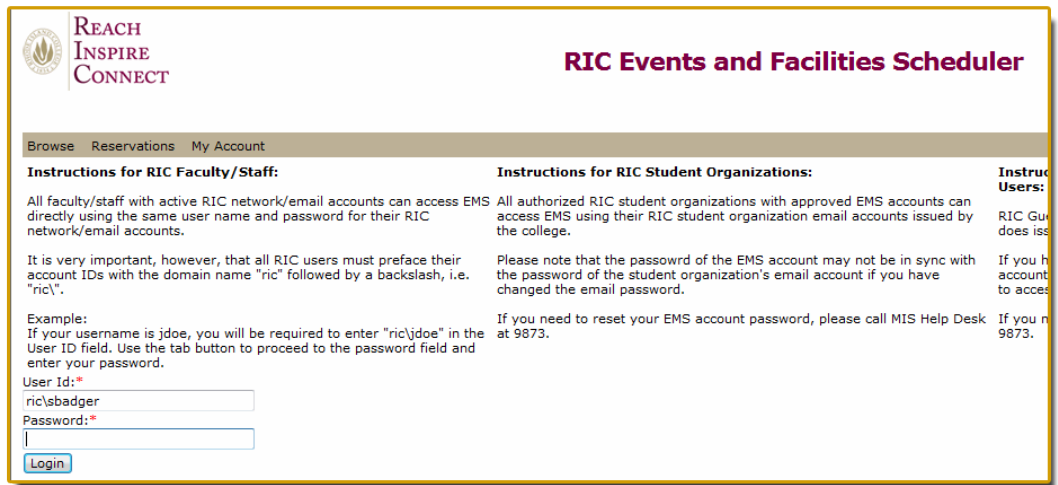 REACH
INSPIRE
CONNECT
RIC Events and Facilities Scheduler
Browse Reservations My Account
Instructions for RIC Faculty/Staff:
All faculty/staff with active RIC network/email accounts can access EMS
directly using the same user name and password for their RIC
network/email accounts.
It is very important, however, that all RIC users must preface their
account IDs with the domain name "ric" followed by a backslash, i.e.
"ric\".
Example:
If your username is jdoe, you will be required to enter "ric\jdoe" in the
User ID field. Use the tab button to proceed to the password field and
enter your password.
User Id:*
ric\sbadger
Password:*
Login
Instructions for RIC Student Organizations:
All authorized RIC student organizations with approved EMS accounts can
access EMS using their RIC student organization email accounts issued by
the college.
Please note that the passowrd of the EMS account may not be in sync with
the password of the student organization's email account if you have
changed the email password.
If you need to reset your EMS account password, please call MIS Help Desk
at 9873.
Users:
RIC
does
If you
account
to
If you
9873.